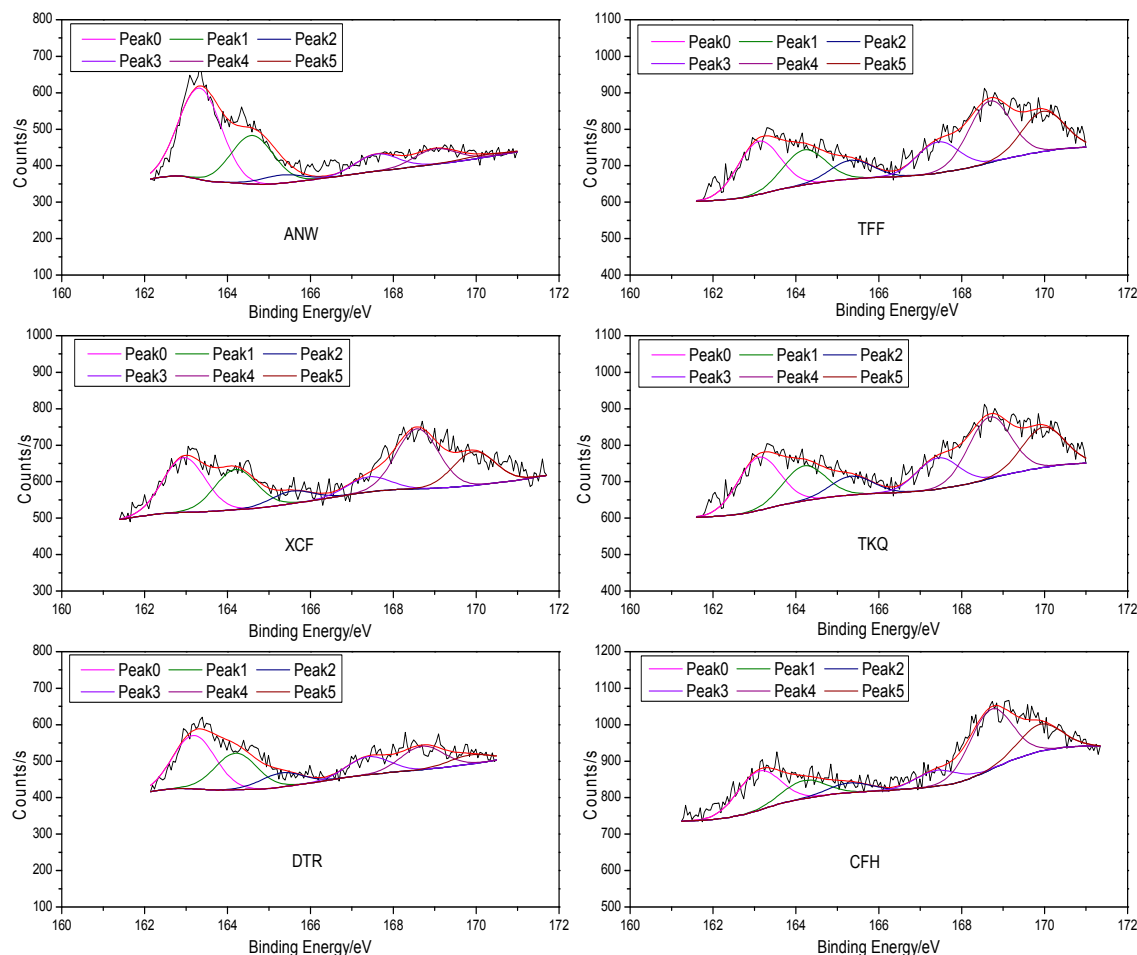 800
700
600
500
400
300
200
100
Counts/s
Peak0 Peak1 Peak2
Peak3 Peak4 Peak5
ANW
160 162 164 166 168 170 172
Binding Energy/eV
1100
1000
900
800
700
600
500
400
Counts/s
Peak0 Peak1 Peak2
Peak3 Peak4 Peak5
TFF
160 162 164 166 168 170 172
Binding Energy/eV
1000
900
800
700
600
500
400
300
Counts/s
Peak0 Peak1 Peak2
Peak3 Peak4 Peak5
XCF
160 162 164 166 168 170 172
Binding Energy/eV
1100
1000
900
800
700
600
500
400
Counts/s
Peak0 Peak1 Peak2
Peak3 Peak4 Peak5
TKQ
160 162 164 166 168 170 172
Binding Energy/eV
800
700
600
500
400
300
200
100
Counts/s
Peak0 Peak1 Peak2
Peak3 Peak4 Peak5
DTR
160 162 164 166 168 170 172
Binding Energy/eV
1200
1100
1000
900
800
700
600
500
Counts/s
Peak0 Peak1 Peak2
Peak3 Peak4 Peak5
CFH
160 162 164 166 168 170 172
Binding Energy/eV